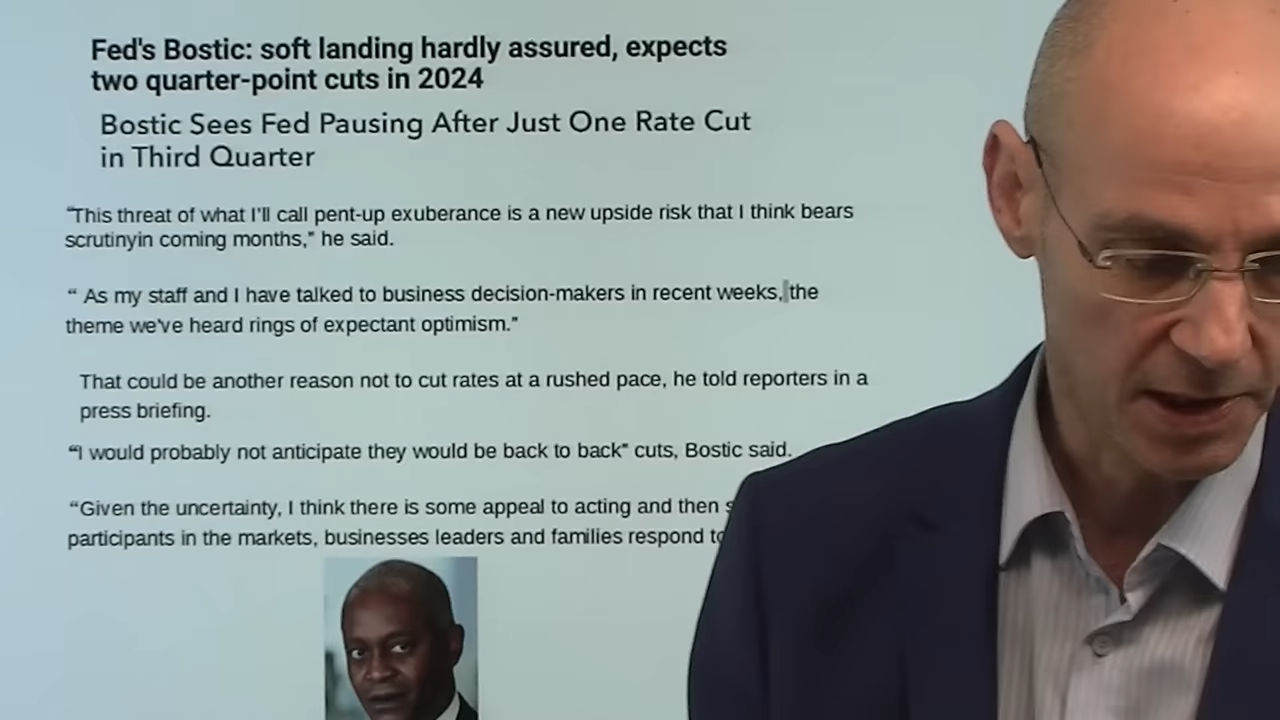 Fed's Bostic: soft landing hardly assured, expects
two quarter-point cuts in 2024
Bostic Sees Fed Pausing After Just One Rate Cut
in Third Quarter
"This threat of what I'll call pent-up exuberance is a new upside risk that I think bears
scrutinyin coming months," he said.
“ As my staff and I have talked to business decision-makers in recent weeks, the
theme we've heard rings of expectant optimism.”
That could be another reason not to cut rates at a rushed pace, he told reporters in a
press briefing.
“I would probably not anticipate they would be back to back” cuts, Bostic said.
“Given the uncertainty, I think there is some appeal to acting and then
participants in the markets, businesses leaders and families respond